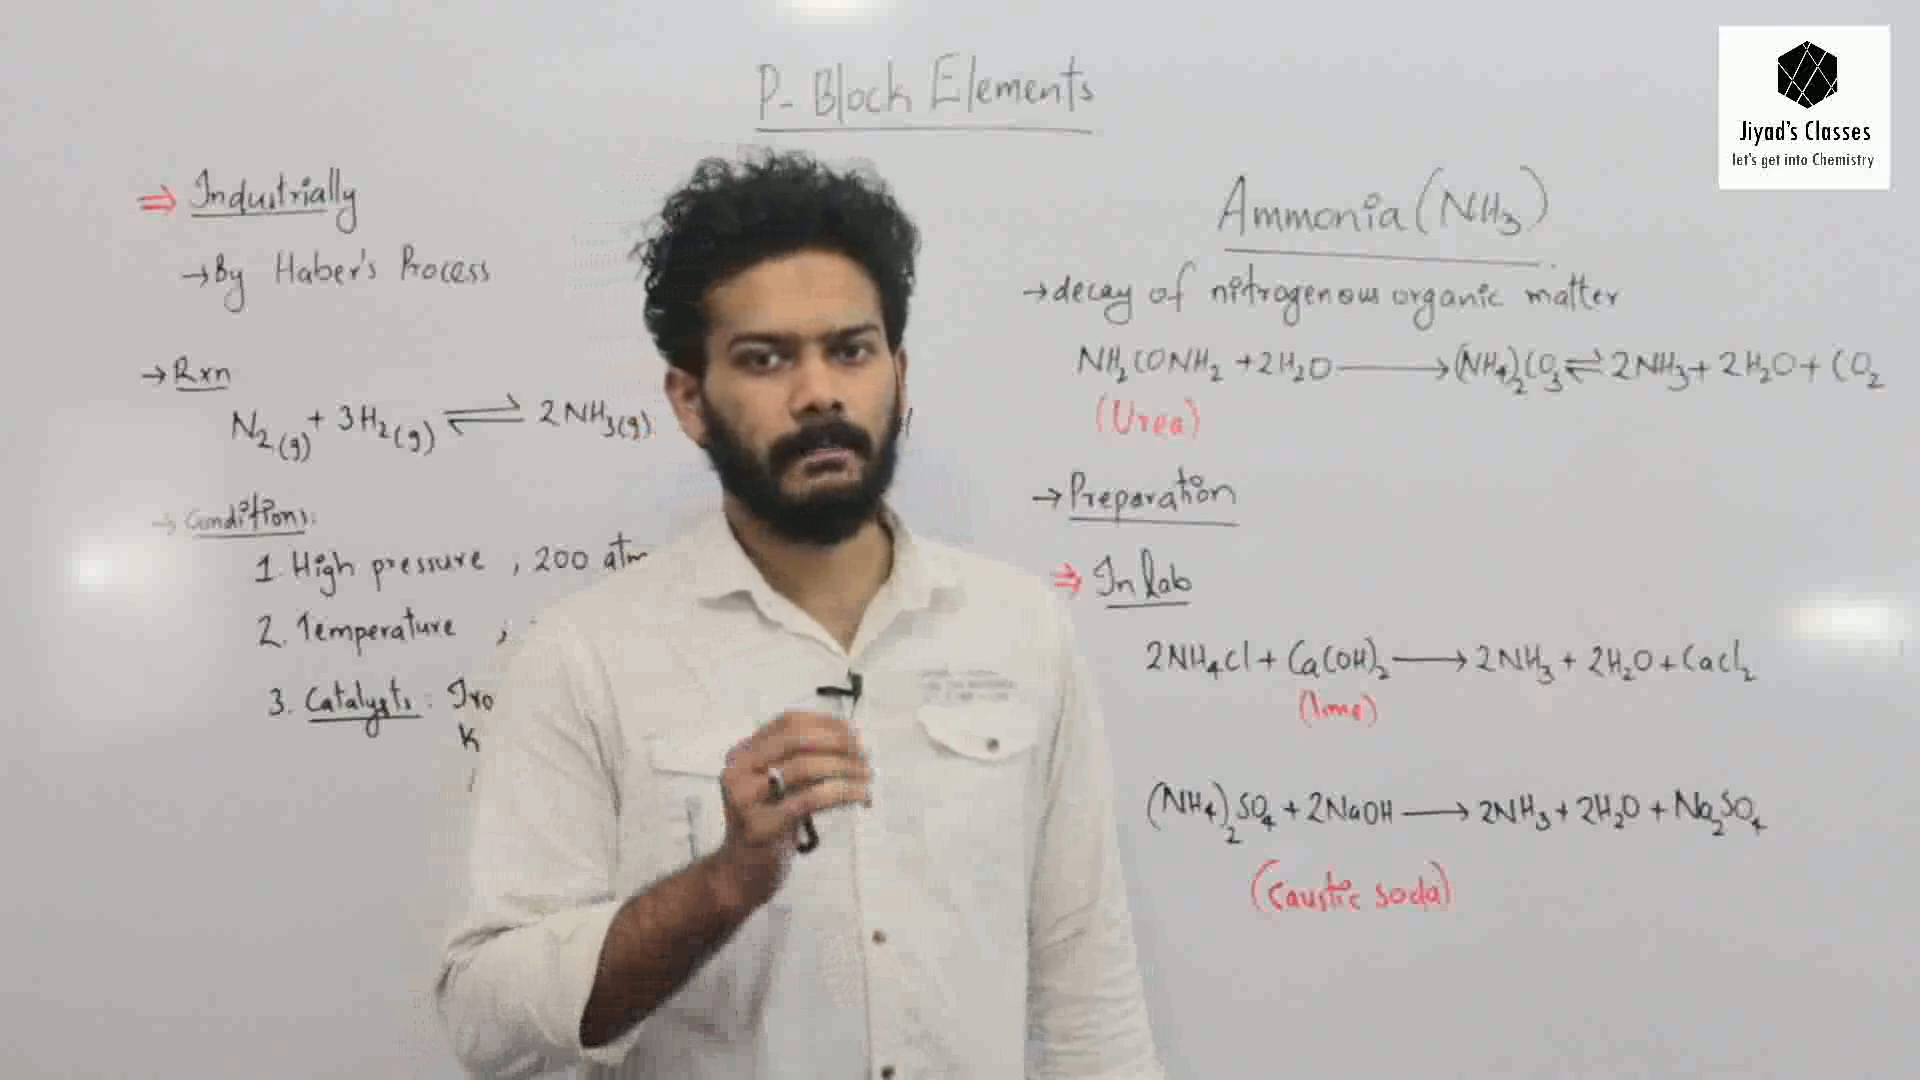 P-Block Elements
Jiyad's Classes
let's get into Chemistry
⇒ Industrially
→ By Haber's Process
→ Rxn
N₂(g) + 3H₂(g) ⇌ 2NH₃(g)
→ Conditions:
1. High pressure , 200 atm
2. Temperature ,
3. Catalysts : Iro
K
Ammonia (NH₃)
→ decay of nitrogenous organic matter
NH₂CONH₂ + 2H₂O ⟶ (NH₄)₂CO₃ ⇌ 2NH₃ + 2H₂O + CO₂
(Urea)
→ Preparation
⇒ In lab
2NH₄Cl + Ca(OH)₂ ⟶ 2NH₃ + 2H₂O + Cacl₂
(lime)
(NH₄)₂SO₄ + 2NaOH ⟶ 2NH₃ + 2H₂O + Na₂SO₄
(Caustic soda)